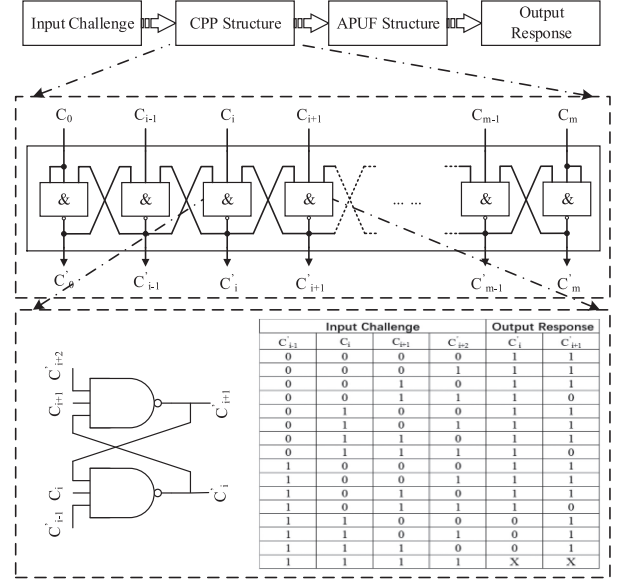 Input Challenge CPP Structure APUF Structure Output Response
C0 Ci-1 Ci Ci+1 Cm-1 Cm
& & & & ... ... & &
C'0 C'i-1 C'i C'i+1 C'm-1 C'm
C'i+2
Ci+1
C'i+1
Ci
C'i-1
C'i
Input Challenge Output Response
C'i-1 Ci Ci+1 C'i+2 C'i C'i+1
0 0 0 0 1 1
0 0 0 1 1 1
0 0 1 0 1 1
0 0 1 1 1 0
0 1 0 0 1 1
0 1 0 1 1 1
0 1 1 0 1 1
0 1 1 1 1 0
1 0 0 0 1 1
1 0 0 1 1 1
1 0 1 0 1 1
1 0 1 1 1 0
1 1 0 0 0 1
1 1 0 1 0 1
1 1 1 0 0 1
1 1 1 1 X X